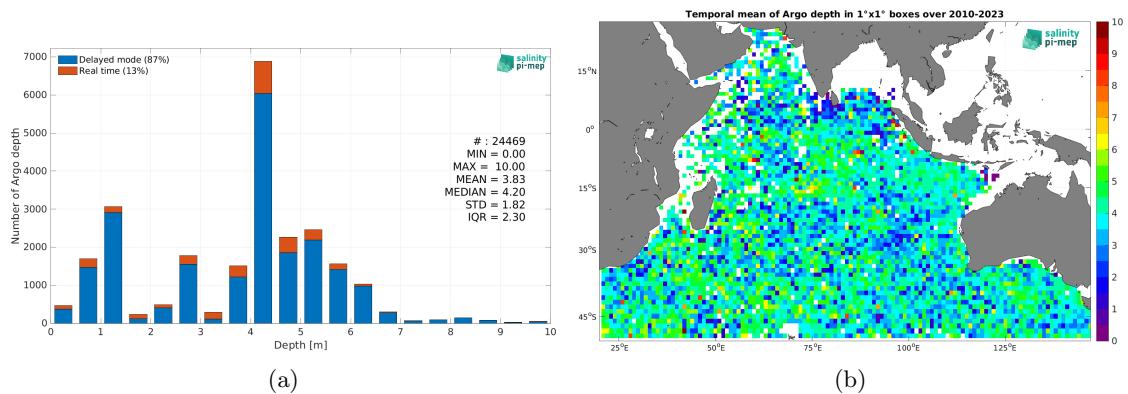 Delayed mode (87%)
Real time (13%)
salinity
pi-mep
7000
6000
5000
4000
3000
2000
1000
0
Number of Argo depth
# : 24469
MIN = 0.00
MAX = 10.00
MEAN = 3.83
MEDIAN = 4.20
STD = 1.82
IQR = 2.30
0 1 2 3 4 5 6 7 8 9 10
Depth [m]
(a)
Temporal mean of Argo depth in 1°x1° boxes over 2010-2023
salinity
pi-mep
15°N
0°
15°S
30°S
45°S
25°E 50°E 75°E 100°E 125°E
10
9
8
7
6
5
4
3
2
1
0
(b)